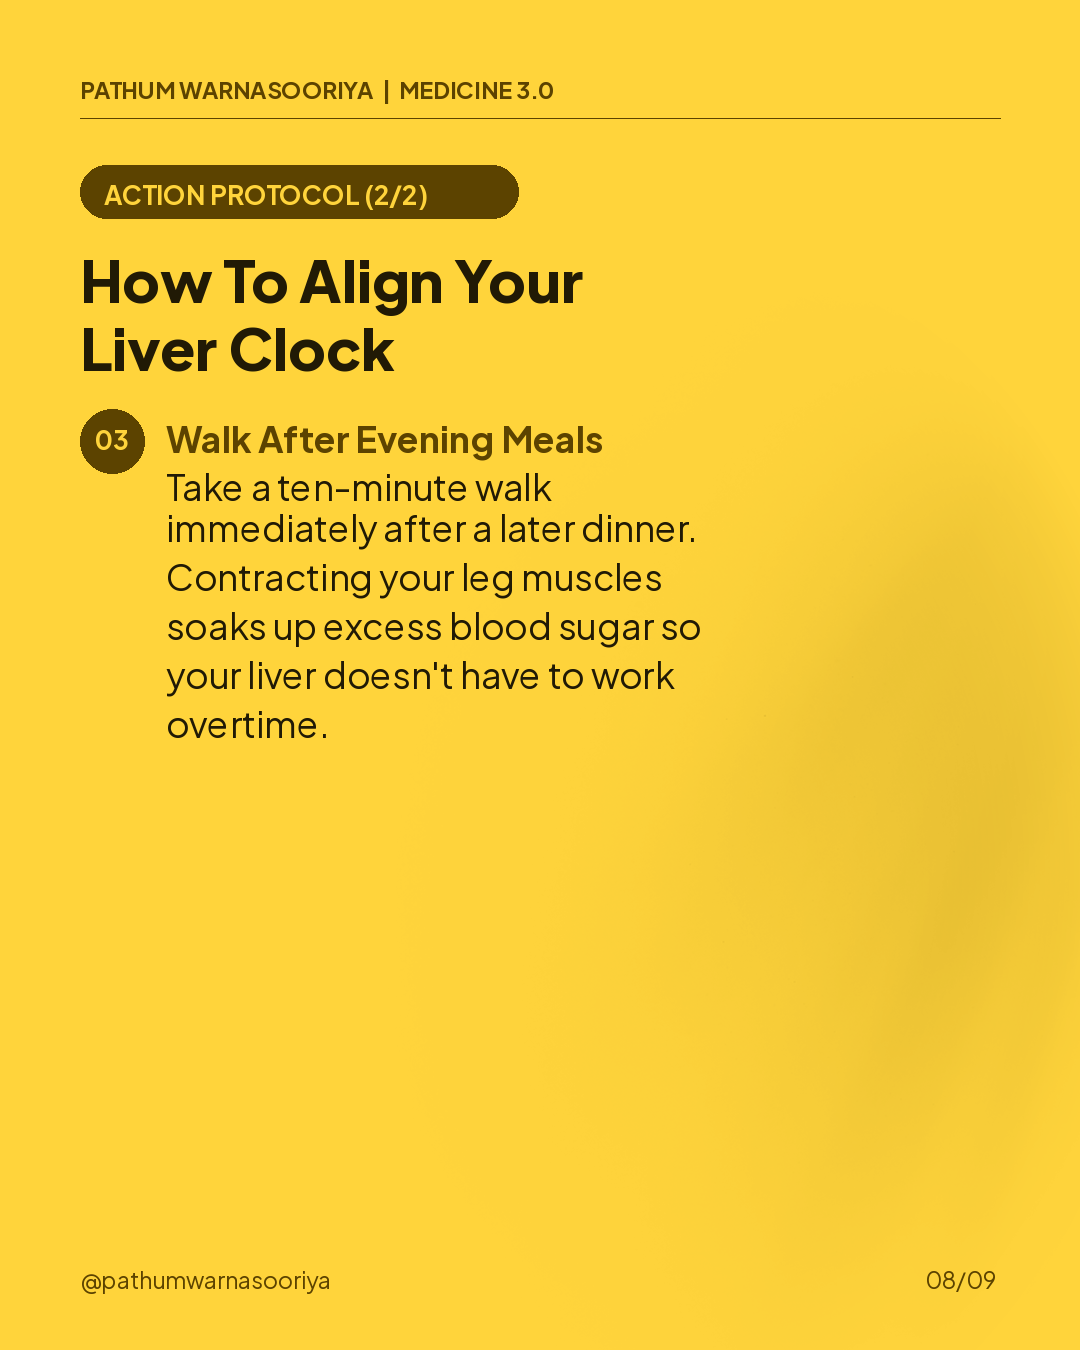 PATHUM WARNASOORIYA | MEDICINE 3.0
ACTION PROTOCOL (2/2)
How To Align Your
Liver Clock
03 Walk After Evening Meals
Take a ten-minute walk
immediately after a later dinner.
Contracting your leg muscles
soaks up excess blood sugar so
your liver doesn't have to work
overtime.
@pathumwarnasooriya 08/09